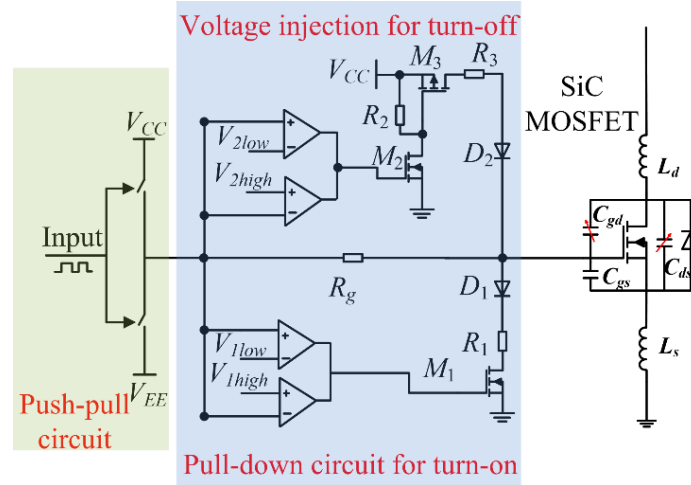 Voltage injection for turn-off
V_CC
M_3
R_3
SiC
MOSFET
V_CC
R_2
V_2low
M_2
D_2
L_d
V_2high
C_gd
Input
R_g
C_gs
C_ds
D_1
V_1low
R_1
L_s
V_1high
M_1
V_EE
Push-pull
circuit
Pull-down circuit for turn-on